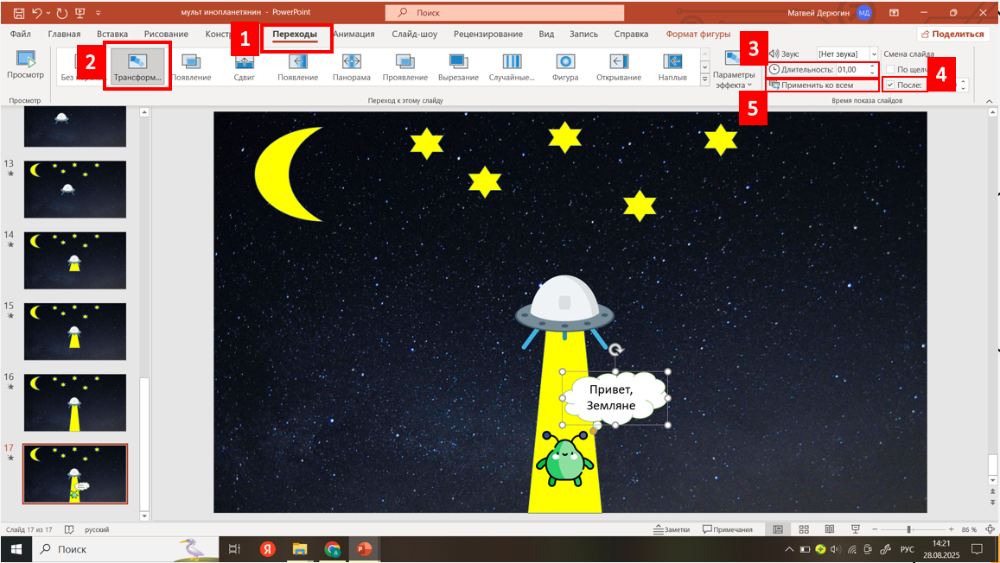 мульт инопланетянин - PowerPoint
Поиск
Матвей Дерюгин
МД
Файл Главная Вставка Рисование Констр 1 Переходы Анимация Слайд-шоу Рецензирование Вид Запись Справка Формат фигуры
Поделиться
2 3 4 5
Просмотр
Без пере
Трансформ...
Появление
Сдвиг
Появление
Панорама
Проявление
Вырезание
Случайные...
Фигура
Открывание
Наплыв
Параметры
эффекта
Звук: [Нет звука]
Длительность: 01,00
Применить ко всем
Смена слайда
По щелч
После:
Просмотр
Переход к этому слайду
Время показа слайдов
13
14
15
16
17
Привет,
Земляне
Слайд 17 из 17 русский
Заметки Примечания 86 %
Поиск
Я
РУС
14:21
28.08.2025